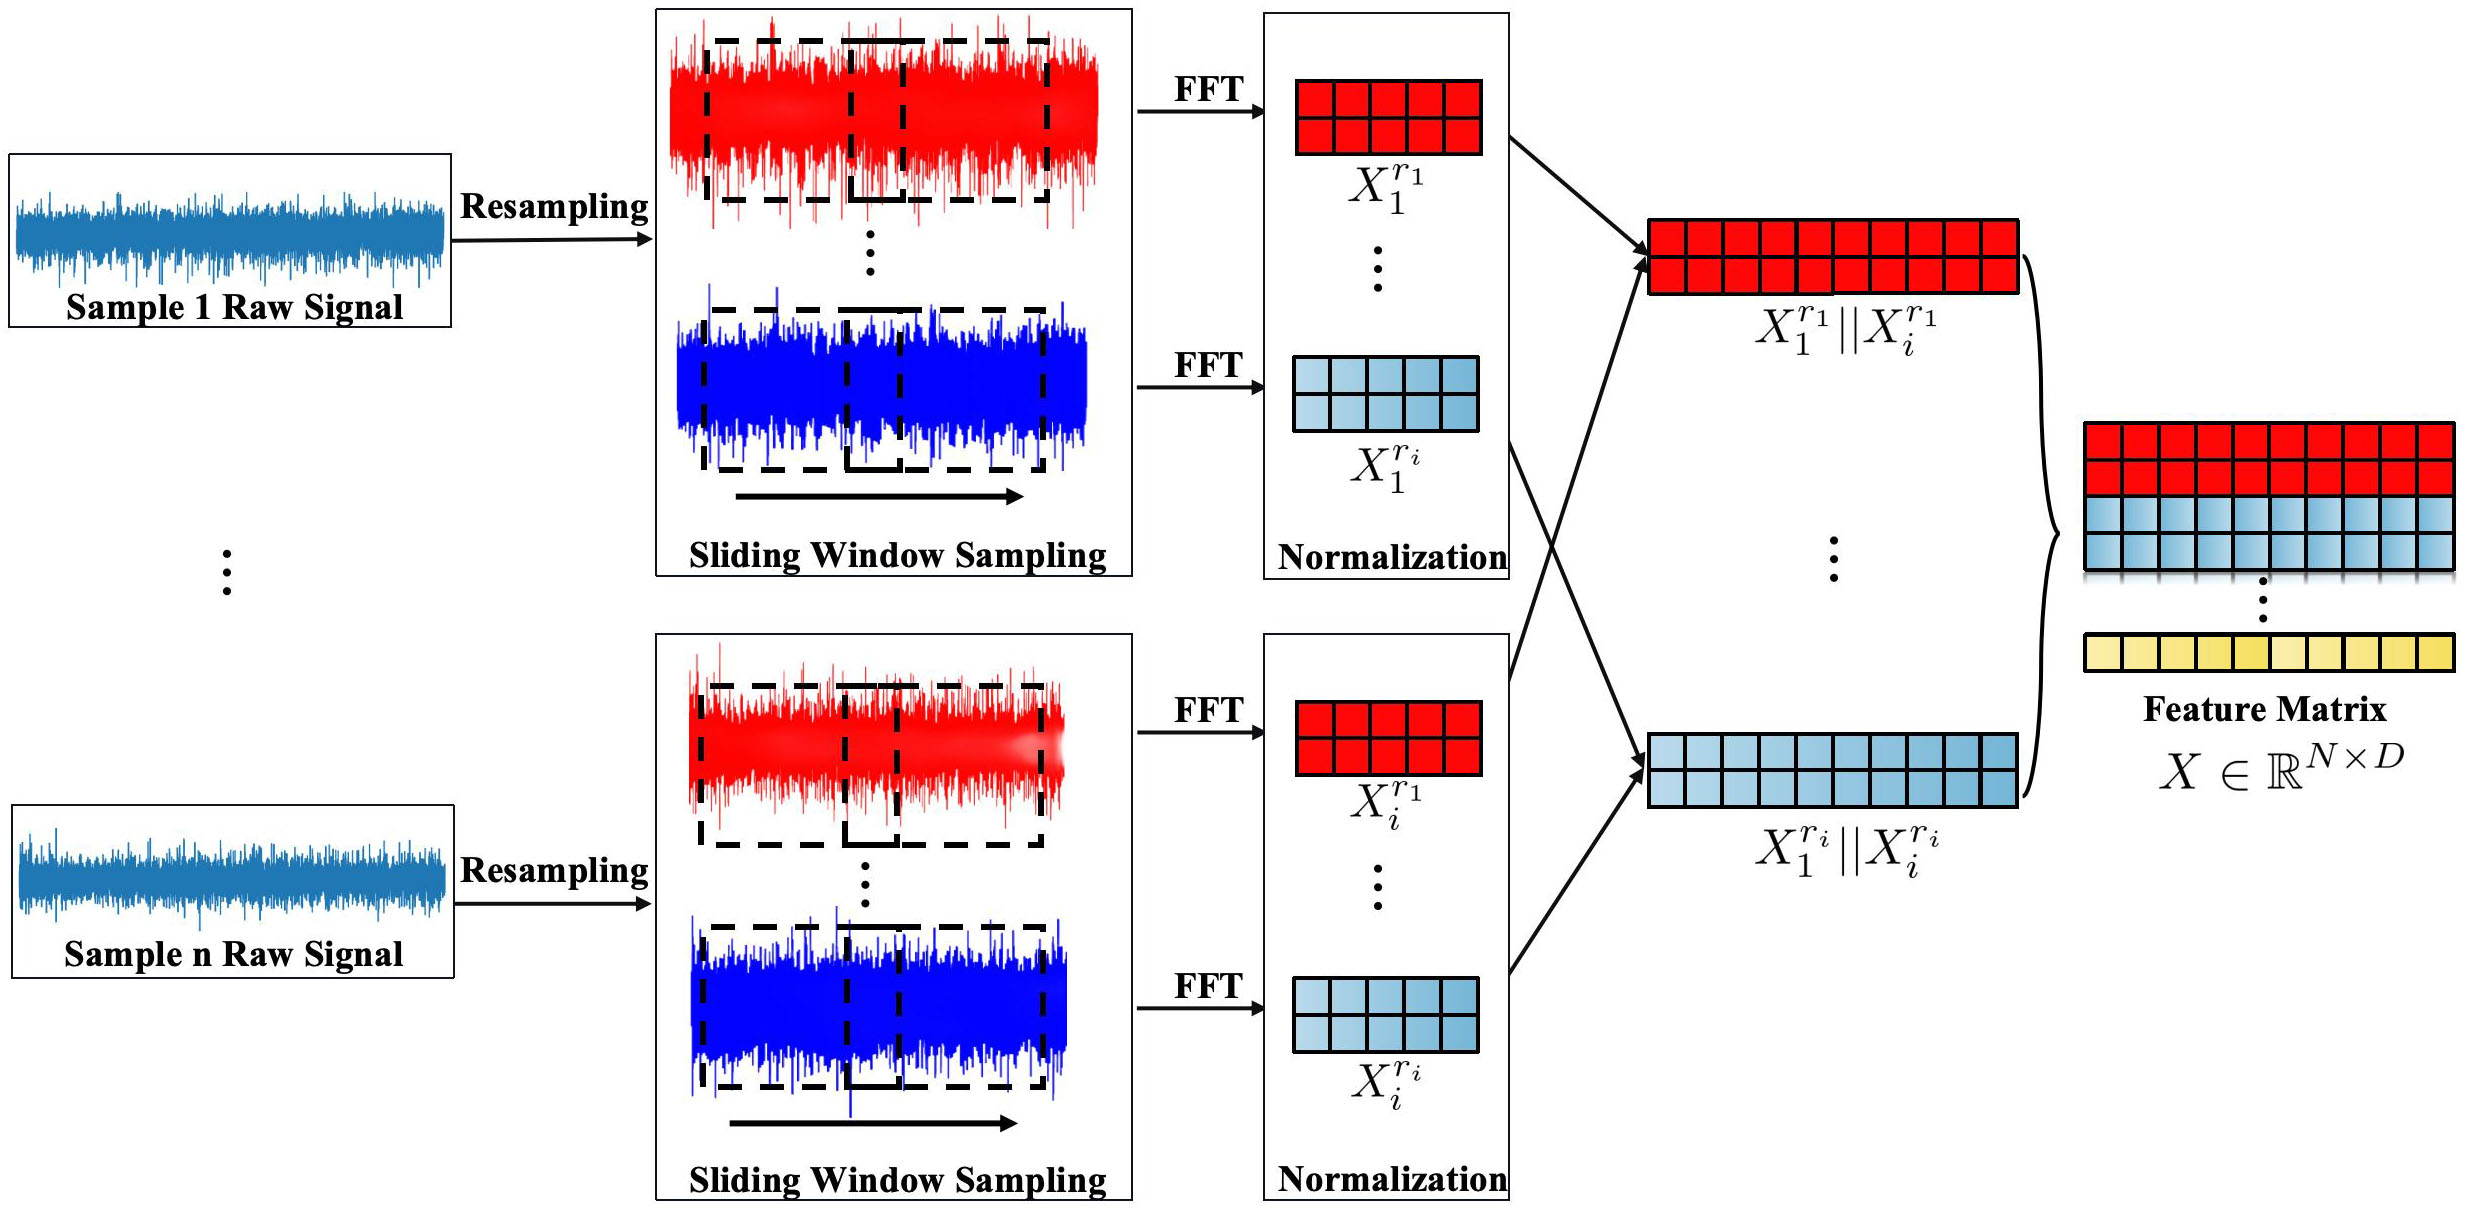 Sample 1 Raw Signal
Resampling
Sliding Window Sampling
FFT
FFT
$X_1^{r_1}$
$X_1^{r_i}$
Normalization
Sample n Raw Signal
Resampling
Sliding Window Sampling
FFT
FFT
$X_i^{r_1}$
$X_i^{r_i}$
Normalization
$X_1^{r_1}||X_i^{r_1}$
$X_1^{r_i}||X_i^{r_i}$
Feature Matrix
$X \in \mathbb{R}^{N \times D}$